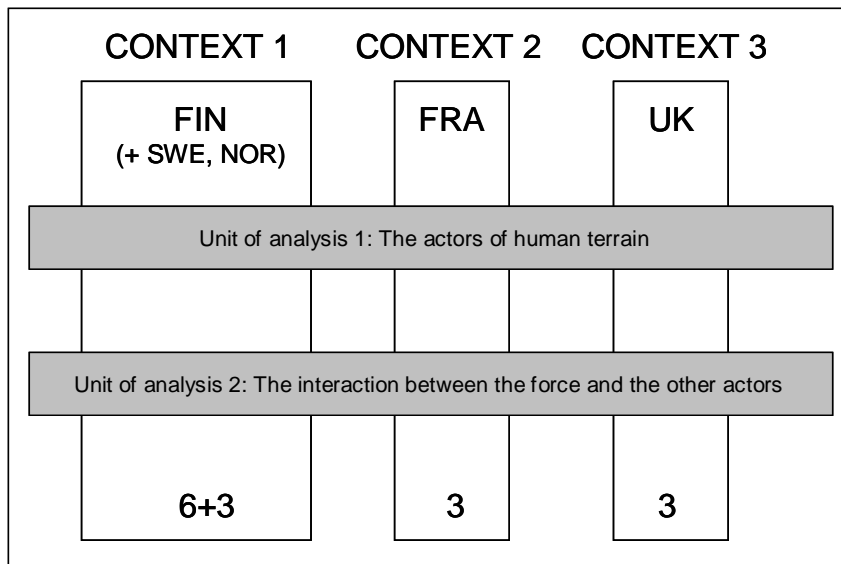 CONTEXT 1 CONTEXT 2 CONTEXT 3
FIN FRA UK
(+ SWE, NOR)
Unit of analysis 1: The actors of human terrain
Unit of analysis 2: The interaction between the force and the other actors
6+3 3 3